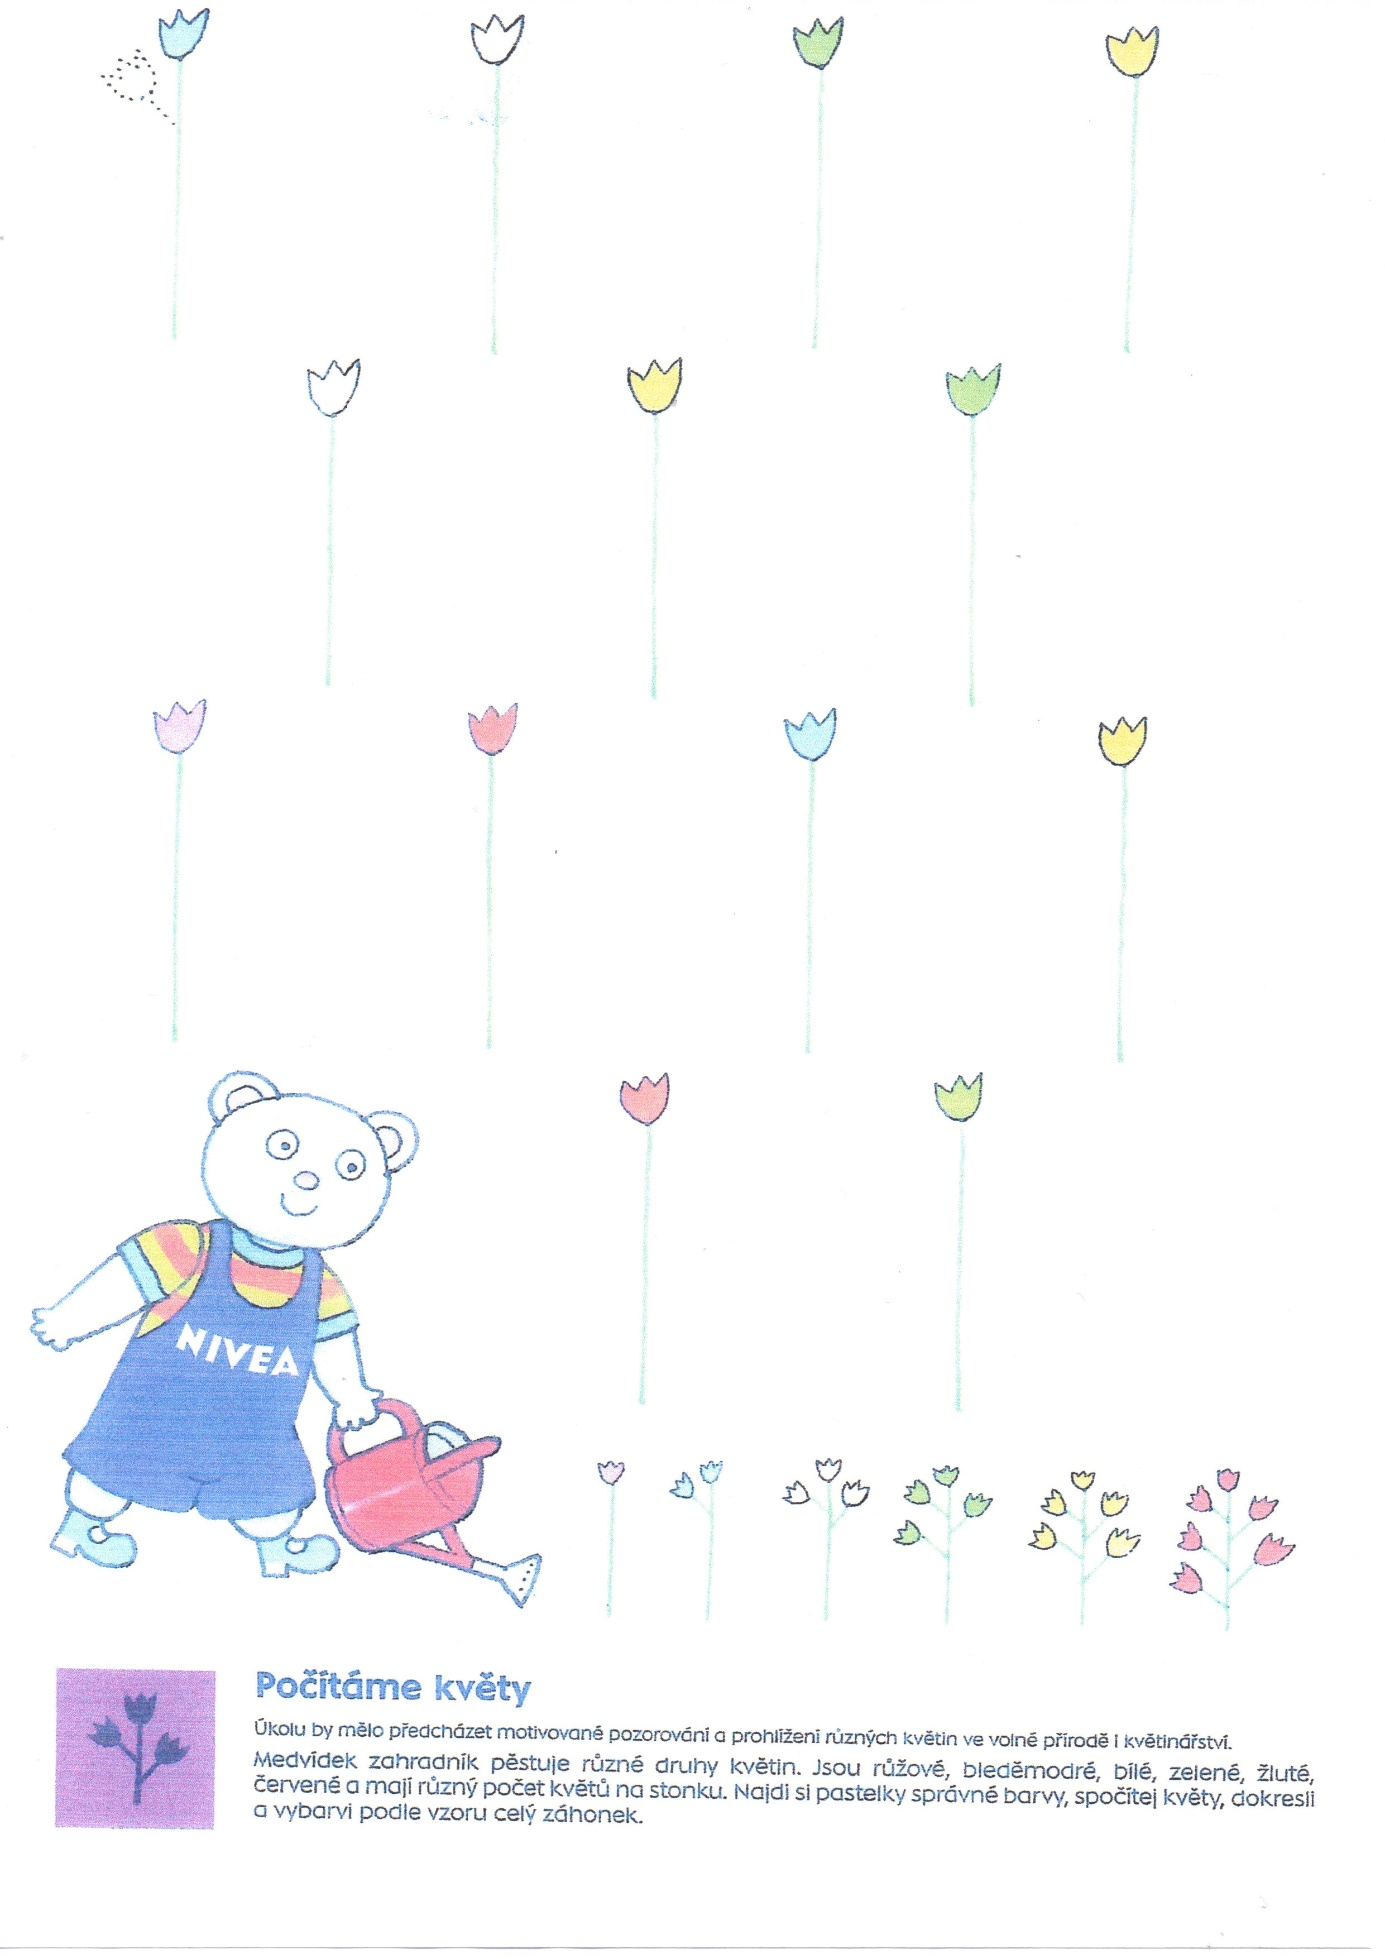 NIVEA
Počítáme květy
Úkolu by mělo předcházet motivované pozorování a prohlížení různých květin ve volné přírodě i květinářství.
Medvídek zahradník pěstuje různé druhy květin. Jsou růžové, bleděmodré, bílé, zelené, žluté,
červené a mají různý počet květů na stonku. Najdi si pastelky správné barvy, spočítej květy, dokresli
a vybarvi podle vzoru celý záhonek.